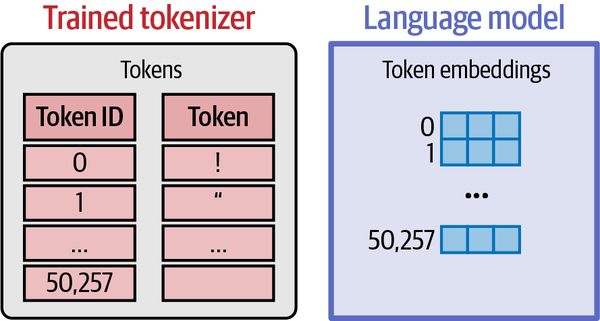 Trained tokenizer
Tokens
Token ID Token
0 !
1 “
... ...
50,257
Language model
Token embeddings
0
1
...
50,257